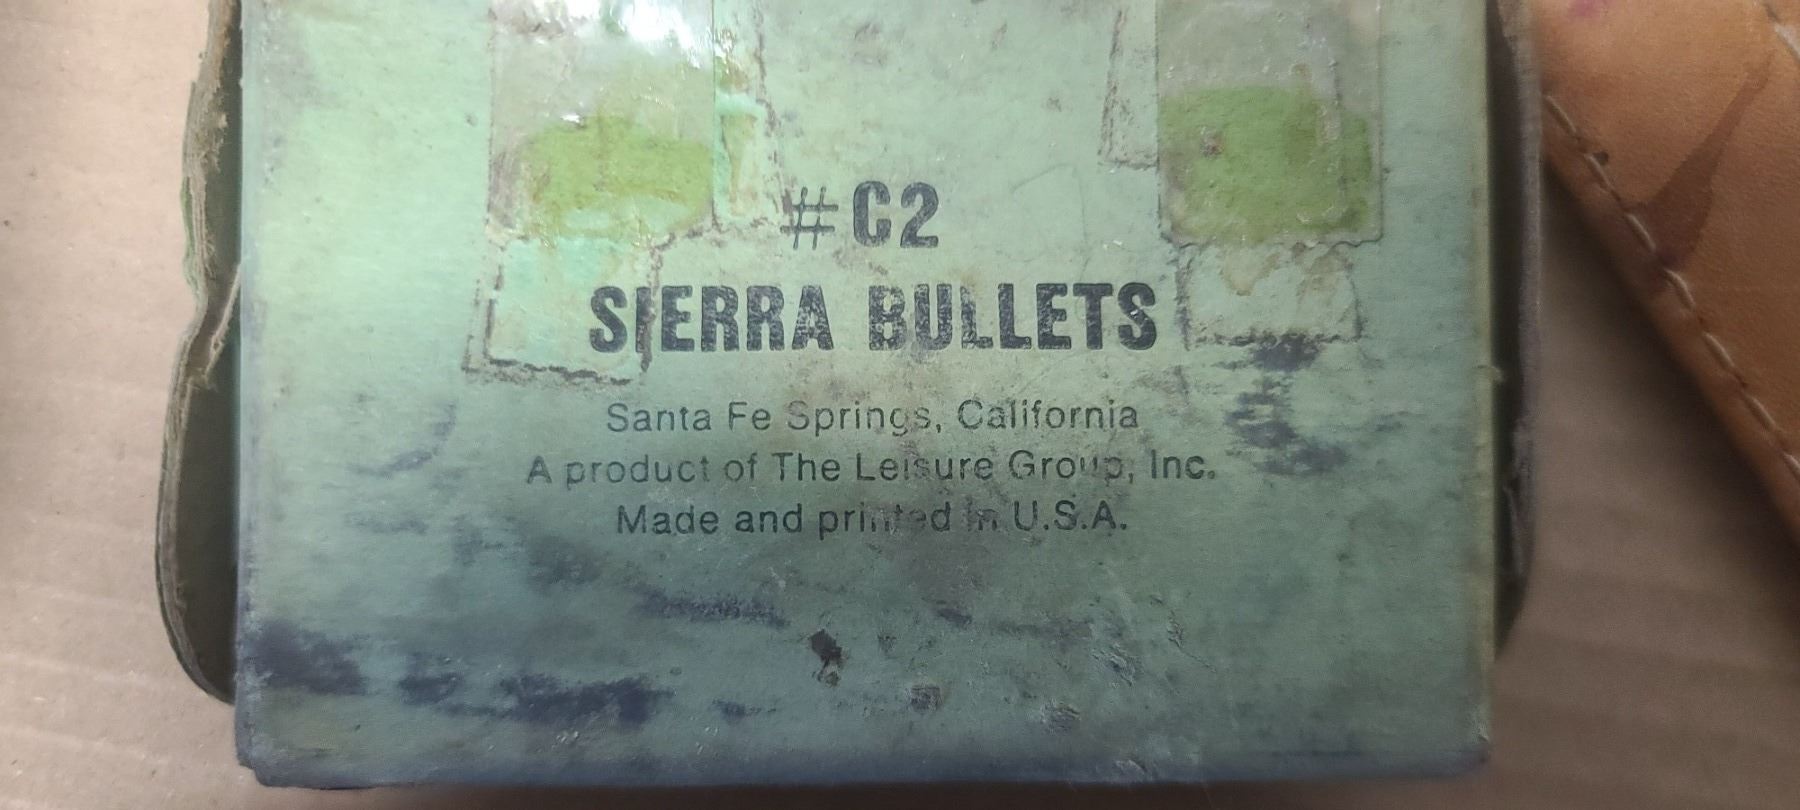 #C2
SIERRA BULLETS
Santa Fe Springs, California
A product of The Leisure Group, Inc.
Made and printed in U.S.A.